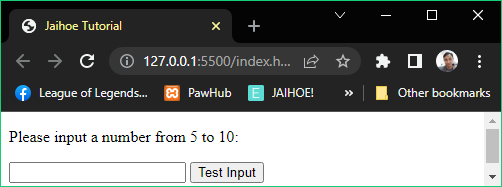 Jaihoe Tutorial
127.0.0.1:5500/index.h...
League of Legends...
PawHub
E
JAIHOE!
»
Other bookmarks
Please input a number from 5 to 10:
Test Input